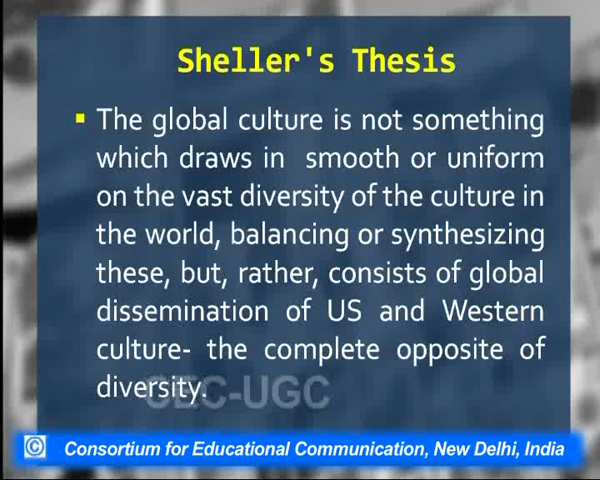 Sheller's Thesis
The global culture is not something
which draws in smooth or uniform
on the vast diversity of the culture in
the world, balancing or synthesizing
these, but, rather, consists of global
dissemination of US and Western
culture- the complete opposite of
diversity.
CEC-UGC
© Consortium for Educational Communication, New Delhi, India